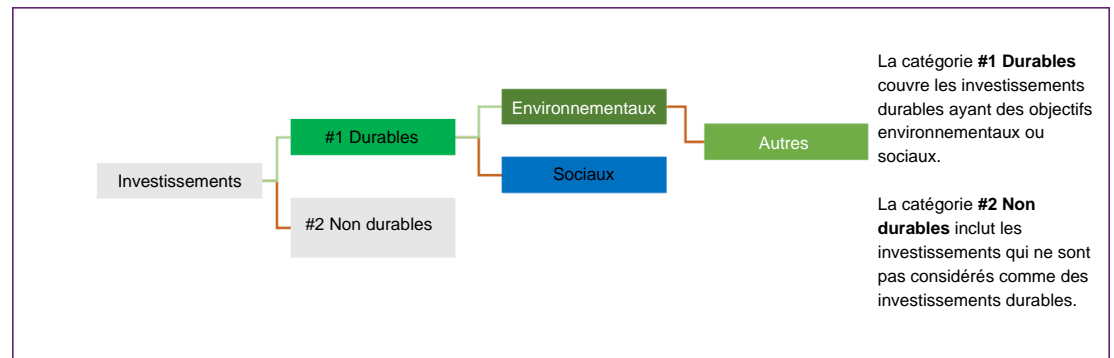 Investissements
#1 Durables
#2 Non durables
Environnementaux
Sociaux
Autres
La catégorie #1 Durables
couvre les investissements
durables ayant des objectifs
environnementaux ou
sociaux.
La catégorie #2 Non
durables inclut les
investissements qui ne sont
pas considérés comme des
investissements durables.